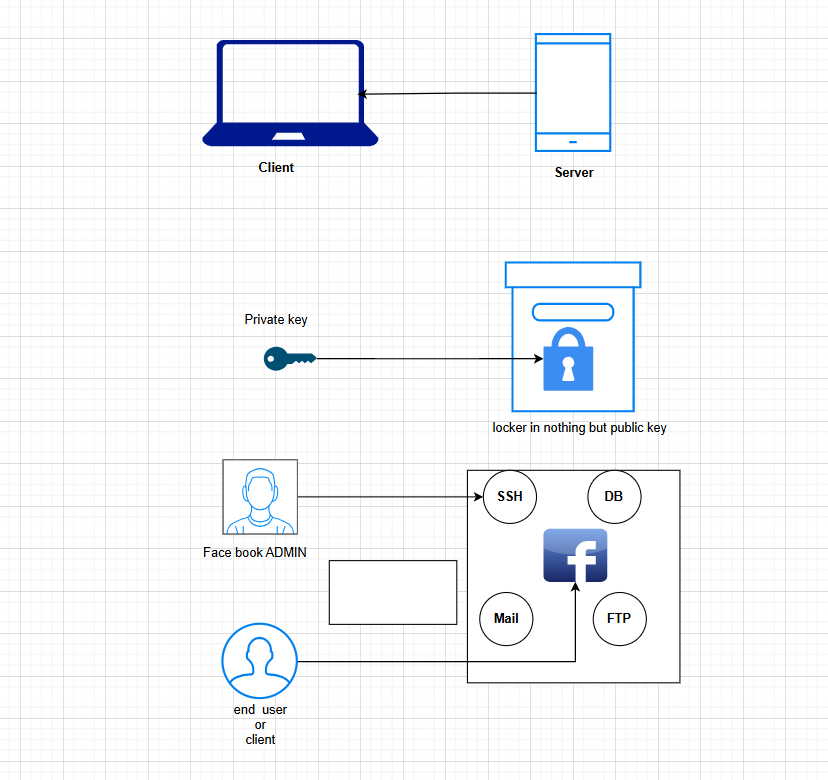 Client
Server
Private key
locker in nothing but public key
SSH
DB
Face book ADMIN
f
Mail
FTP
end user
or
client